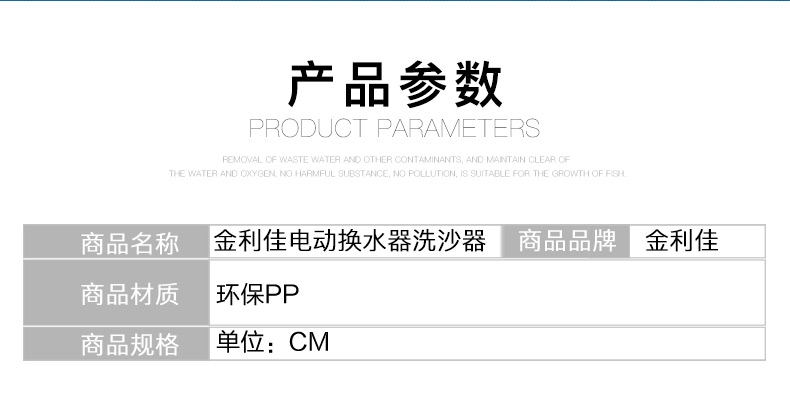 产品参数
PRODUCT PARAMETERS
REMOVAL OF WASTE WATER AND OTHER CONTAMINANTS, AND MAINTAIN CLEAR OF
THE WATER AND OXYGEN, NO HARMFUL SUBSTANCE, NO POLLUTION, IS SUITABLE FOR THE GROWTH OF FISH.
商品名称 金利佳电动换水器洗沙器 商品品牌 金利佳
商品材质 环保PP
商品规格 单位：CM